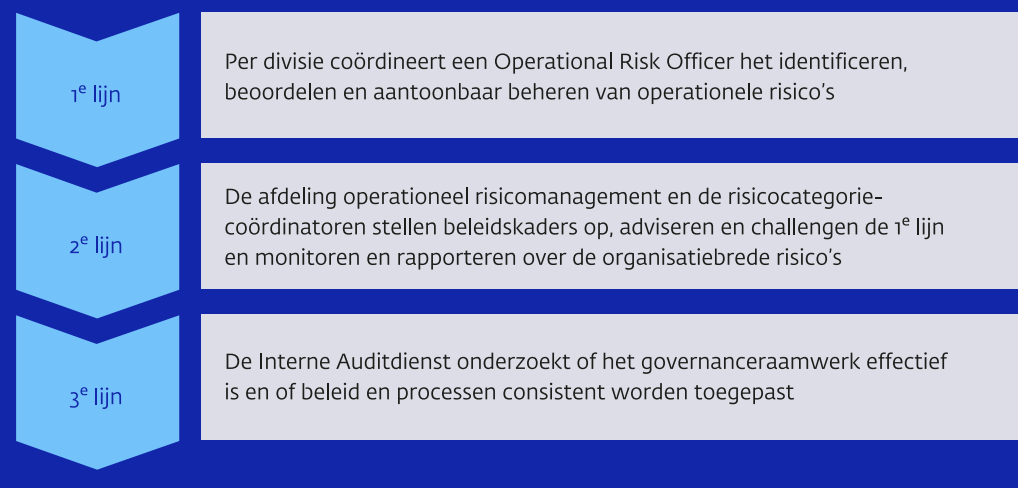 1e lijn
Per divisie coördineert een Operational Risk Officer het identificeren,
beoordelen en aantoonbaar beheren van operationele risico’s
2e lijn
De afdeling operationeel risicomanagement en de risicocategorie-
coördinatoren stellen beleidskaders op, adviseren en challengen de 1e lijn
en monitoren en rapporteren over de organisatiebrede risico’s
3e lijn
De Interne Auditdienst onderzoekt of het governanceraamwerk effectief
is en of beleid en processen consistent worden toegepast